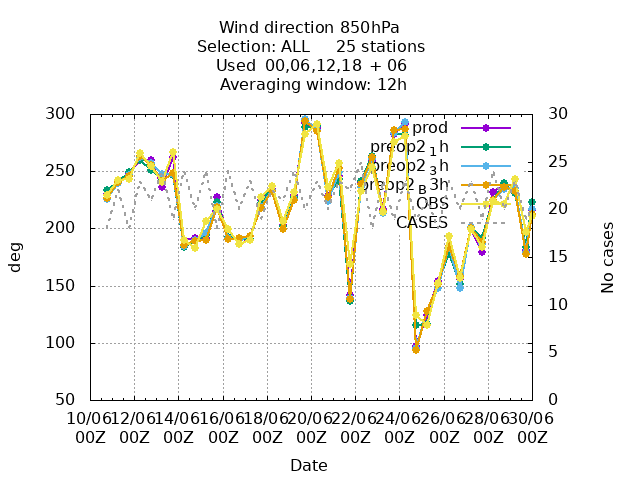 Wind direction 850hPa
Selection: ALL     25 stations
Used  00,06,12,18  + 06
Averaging window: 12h
300
250
200
150
100
50
deg
30
25
20
15
10
5
0
No cases
prod
preop2_1h
preop2_3h
preop2_B3h
OBS
CASES
10/06 12/06 14/06 16/06 18/06 20/06 22/06 24/06 26/06 28/06 30/06
00Z 00Z 00Z 00Z 00Z 00Z 00Z 00Z 00Z 00Z 00Z
Date